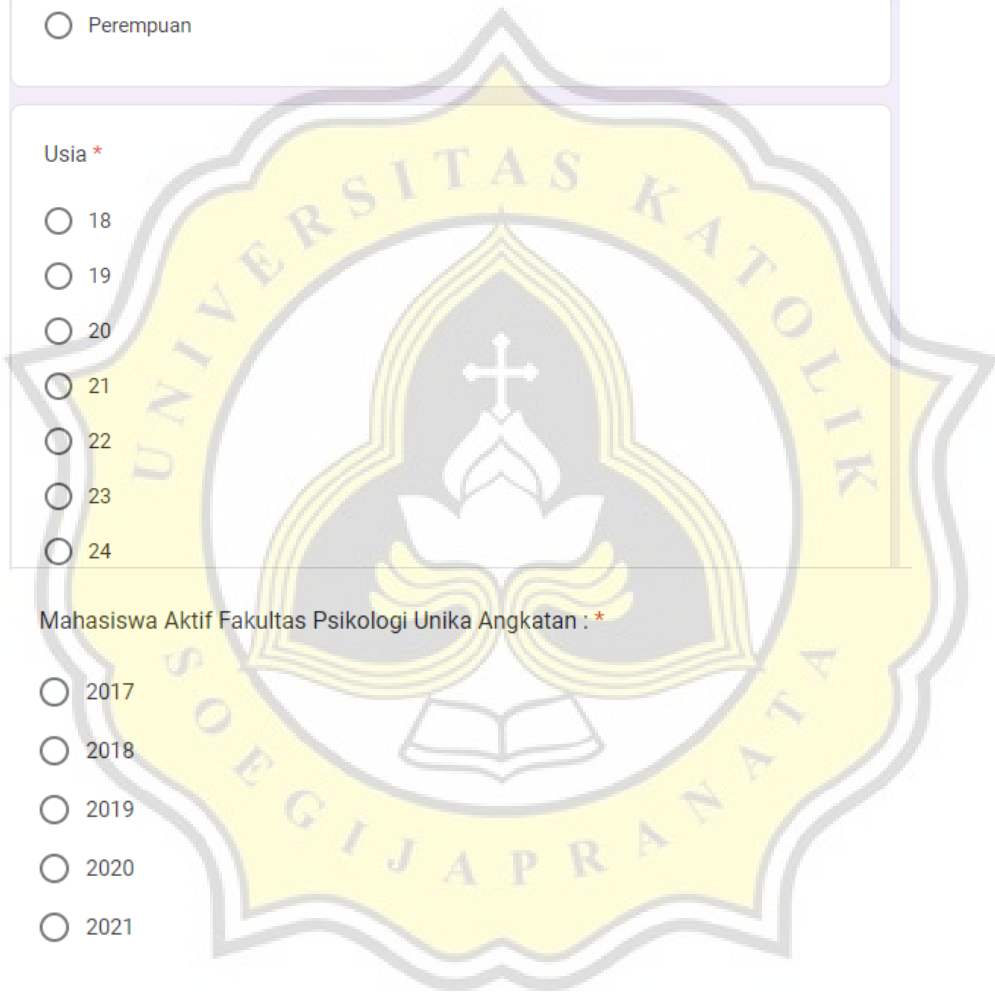 Perempuan
Usia *
18
19
20
21
22
23
24
Mahasiswa Aktif Fakultas Psikologi Unika Angkatan : *
2017
2018
2019
2020
2021
UNIVERSITAS KATOLIK
SOEGIJAPRANATA